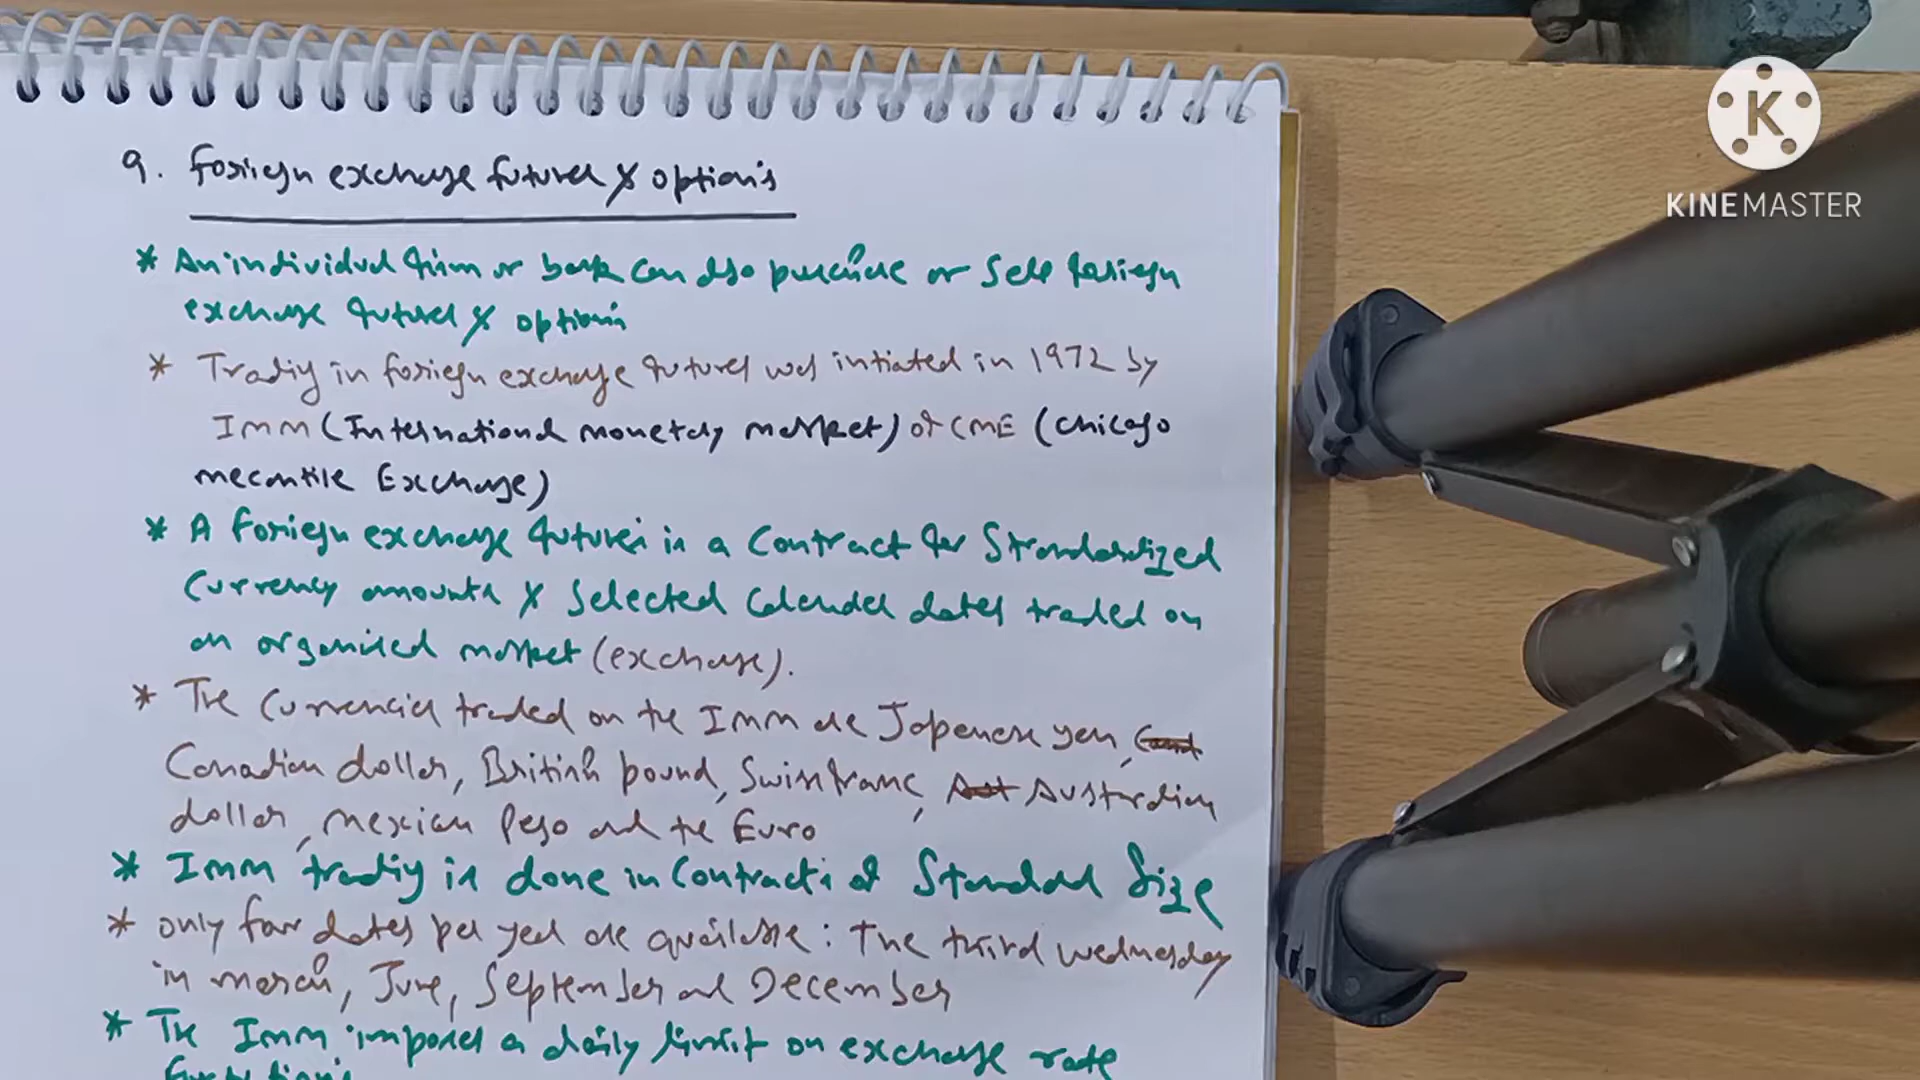 9. Foriegn exchange futures & options
* An individual firm or bank can also purchase or sell foriegn
exchange futures & options
* Trading in foriegn exchange futures was intiated in 1972 by
IMM (International monetary market) of CME (chicago
mecantile Exchange)
* A foriegn exchange futures is a contract for standardized
currency amounts & selected calender dates traded on
an organised market (exchange).
* The currencies traded on the IMM are Japenese yen,
Canadian dollar, British pound, Swiss franc, Austardian
dollar, mexican Peso and the Euro
* Imm trading is done in contracts of standard size
* only four dates per year are available: The third wednesday
in march, June, September and December
* The Imm imposes a daily limit on exchange rate
K
KINEMASTER